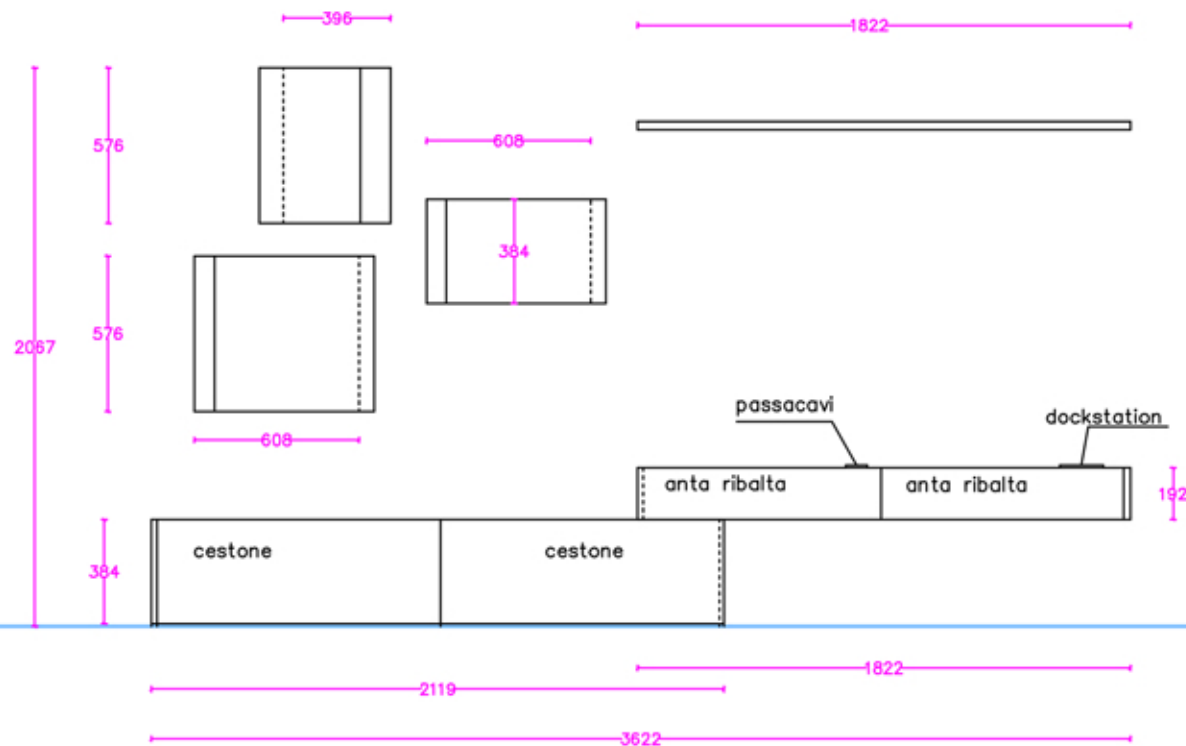 396
1822
576
608
384
576
2067
608
passacavi
dockstation
anta ribalta
anta ribalta
192
cestone
cestone
384
1822
2119
3622